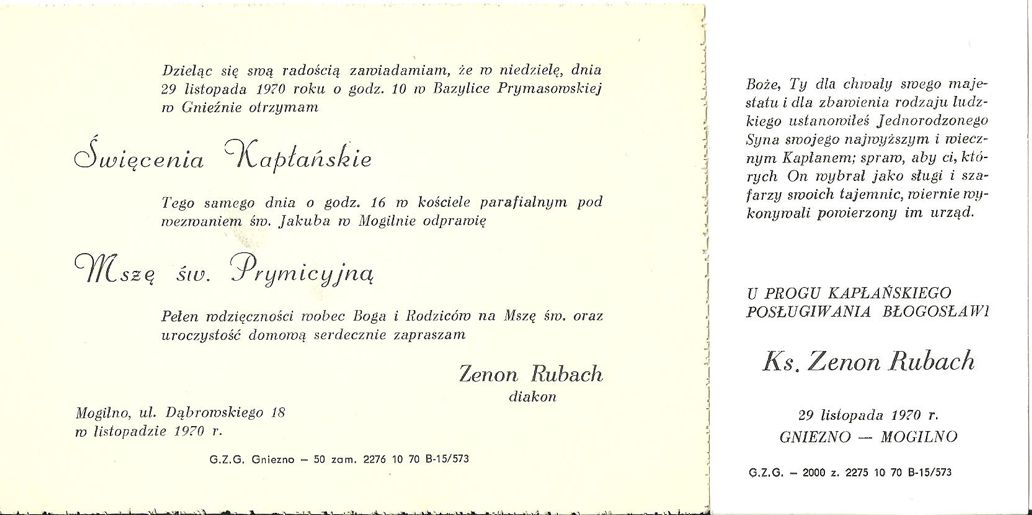 Dzieląc się swą radością zawiadamiam, że w niedzielę, dnia
29 listopada 1970 roku o godz. 10 w Bazylice Prymasowskiej
w Gnieźnie otrzymam
Święcenia Kapłańskie
Tego samego dnia o godz. 16 w kościele parafialnym pod
wezwaniem św. Jakuba w Mogilnie odprawię
Mszę św. Prymicyjną
Pełen wdzięczności wobec Boga i Rodziców na Mszę św. oraz
uroczystość domową serdecznie zapraszam
Zenon Rubach
diakon
Mogilno, ul. Dąbrowskiego 18
w listopadzie 1970 r.
G.Z.G. Gniezno — 50 zam. 2276 10 70 B-15/573
Boże, Ty dla chwały swego maje-
statu i dla zbawienia rodzaju ludz-
kiego ustanowiłeś Jednorodzonego
Syna swojego najwyższym i wiecz-
nym Kapłanem; spraw, aby ci, któ-
rych On wybrał jako sługi i sza-
farzy swoich tajemnic, wiernie wy-
konywali powierzony im urząd.
U PROGU KAPŁAŃSKIEGO
POSŁUGIWANIA BŁOGOSŁAWI
Ks. Zenon Rubach
29 listopada 1970 r.
GNIEZNO — MOGILNO
G.Z.G. — 2000 z. 2275 10 70 B-15/573